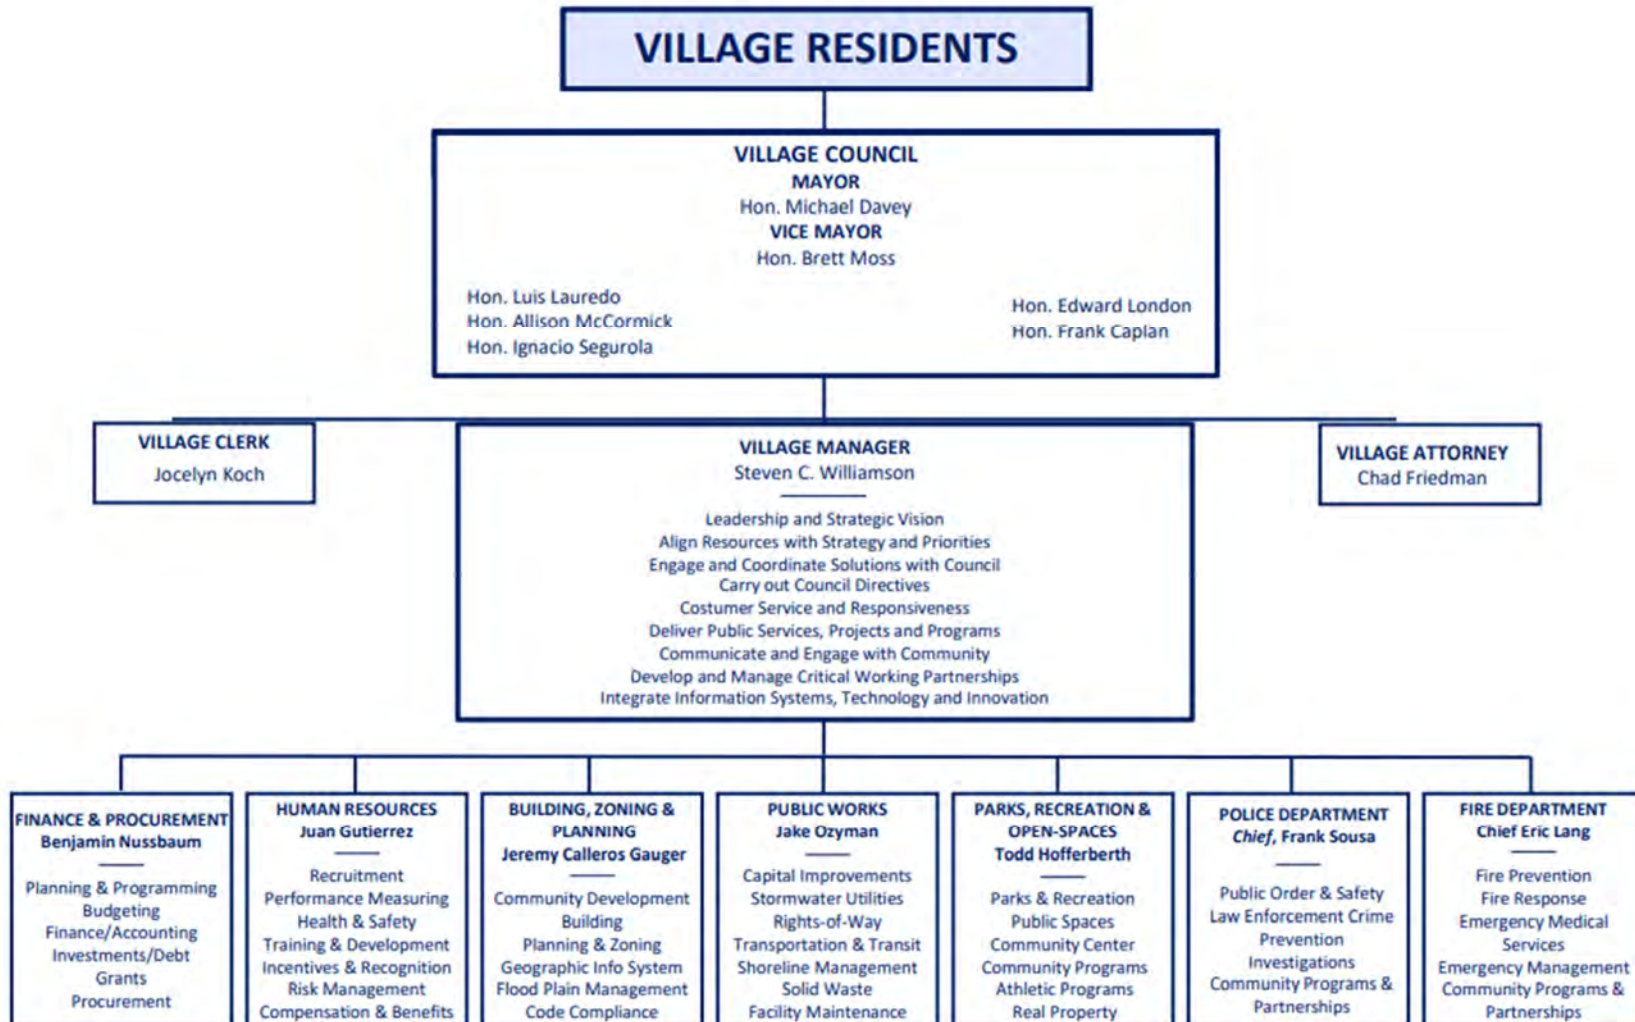 VILLAGE RESIDENTS
VILLAGE COUNCIL
MAYOR
Hon. Michael Davey
VICE MAYOR
Hon. Brett Moss
Hon. Luis Lauredo
Hon. Allison McCormick
Hon. Ignacio Segurola
Hon. Edward London
Hon. Frank Caplan
VILLAGE CLERK
Jocelyn Koch
VILLAGE MANAGER
Steven C. Williamson
Leadership and Strategic Vision
Align Resources with Strategy and Priorities
Engage and Coordinate Solutions with Council
Carry out Council Directives
Costumer Service and Responsiveness
Deliver Public Services, Projects and Programs
Communicate and Engage with Community
Develop and Manage Critical Working Partnerships
Integrate Information Systems, Technology and Innovation
VILLAGE ATTORNEY
Chad Friedman
FINANCE & PROCUREMENT
Benjamin Nussbaum
Planning & Programming
Budgeting
Finance/Accounting
Investments/Debt
Grants
Procurement
HUMAN RESOURCES
Juan Gutierrez
Recruitment
Performance Measuring
Health & Safety
Training & Development
Incentives & Recognition
Risk Management
Compensation & Benefits
BUILDING, ZONING &
PLANNING
Jeremy Calleros Gauger
Community Development
Building
Planning & Zoning
Geographic Info System
Flood Plain Management
Code Compliance
PUBLIC WORKS
Jake Ozyman
Capital Improvements
Stormwater Utilities
Rights-of-Way
Transportation & Transit
Shoreline Management
Solid Waste
Facility Maintenance
PARKS, RECREATION &
OPEN-SPACES
Todd Hofferberth
Parks & Recreation
Public Spaces
Community Center
Community Programs
Athletic Programs
Real Property
POLICE DEPARTMENT
Chief, Frank Sousa
Public Order & Safety
Law Enforcement Crime
Prevention
Investigations
Community Programs &
Partnerships
FIRE DEPARTMENT
Chief Eric Lang
Fire Prevention
Fire Response
Emergency Medical
Services
Emergency Management
Community Programs &
Partnerships